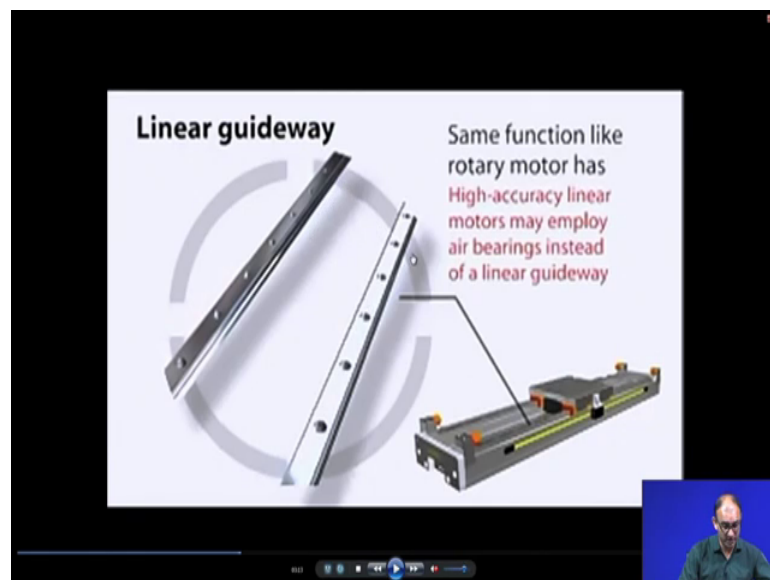 Linear guideway
Same function like
rotary motor has
High-accuracy linear
motors may employ
air bearings instead
of a linear guideway